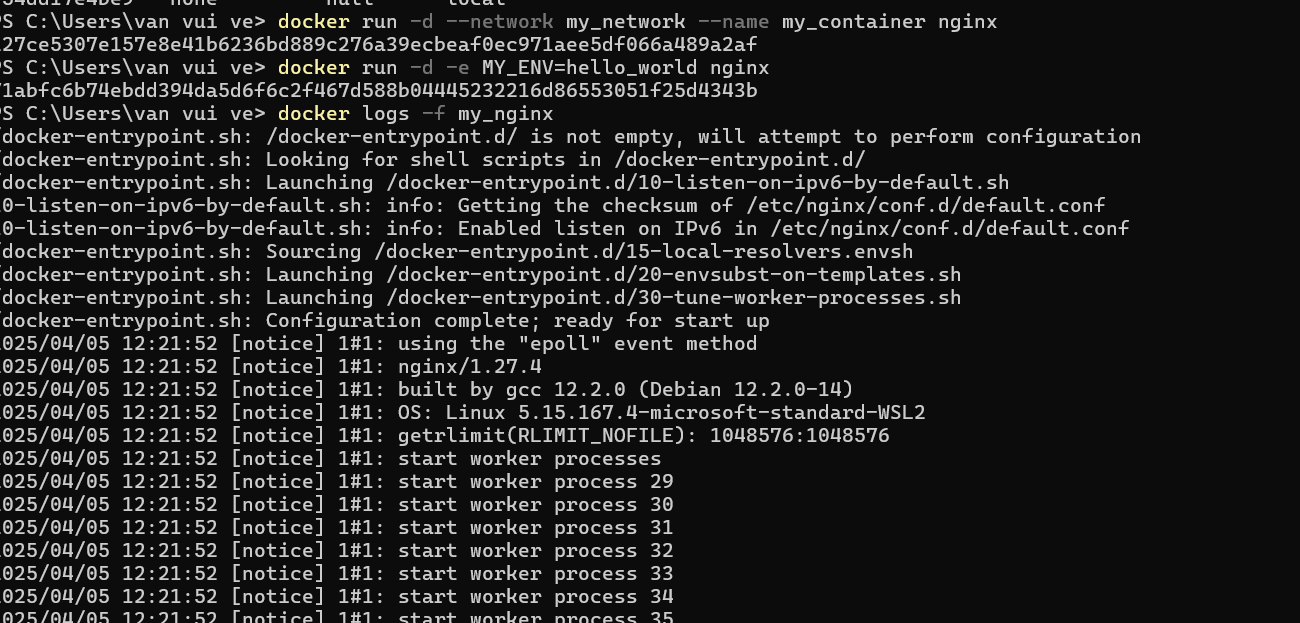 null local
PS C:\Users\van vui ve> docker run -d --network my_network --name my_container nginx
27ce5307e157e8e41b6236bd889c276a39ecbeaf0ec971aee5df066a489a2af
PS C:\Users\van vui ve> docker run -d -e MY_ENV=hello_world nginx
1abfc6b74ebdd394da5d6f6c2f467d588b04445232216d86553051f25d4343b
PS C:\Users\van vui ve> docker logs -f my_nginx
/docker-entrypoint.sh: /docker-entrypoint.d/ is not empty, will attempt to perform configuration
/docker-entrypoint.sh: Looking for shell scripts in /docker-entrypoint.d/
/docker-entrypoint.sh: Launching /docker-entrypoint.d/10-listen-on-ipv6-by-default.sh
0-listen-on-ipv6-by-default.sh: info: Getting the checksum of /etc/nginx/conf.d/default.conf
0-listen-on-ipv6-by-default.sh: info: Enabled listen on IPv6 in /etc/nginx/conf.d/default.conf
/docker-entrypoint.sh: Sourcing /docker-entrypoint.d/15-local-resolvers.envsh
/docker-entrypoint.sh: Launching /docker-entrypoint.d/20-envsubst-on-templates.sh
/docker-entrypoint.sh: Launching /docker-entrypoint.d/30-tune-worker-processes.sh
/docker-entrypoint.sh: Configuration complete; ready for start up
025/04/05 12:21:52 [notice] 1#1: using the "epoll" event method
025/04/05 12:21:52 [notice] 1#1: nginx/1.27.4
025/04/05 12:21:52 [notice] 1#1: built by gcc 12.2.0 (Debian 12.2.0-14)
025/04/05 12:21:52 [notice] 1#1: OS: Linux 5.15.167.4-microsoft-standard-WSL2
025/04/05 12:21:52 [notice] 1#1: getrlimit(RLIMIT_NOFILE): 1048576:1048576
025/04/05 12:21:52 [notice] 1#1: start worker processes
025/04/05 12:21:52 [notice] 1#1: start worker process 29
025/04/05 12:21:52 [notice] 1#1: start worker process 30
025/04/05 12:21:52 [notice] 1#1: start worker process 31
025/04/05 12:21:52 [notice] 1#1: start worker process 32
025/04/05 12:21:52 [notice] 1#1: start worker process 33
025/04/05 12:21:52 [notice] 1#1: start worker process 34
025/04/05 12:21:52 [notice] 1#1: start worker process 35